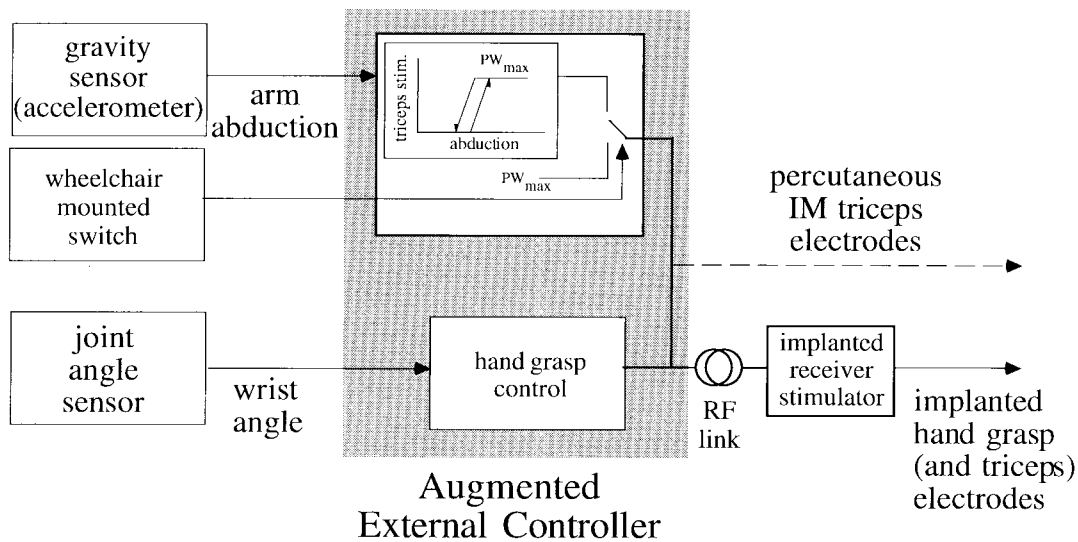 gravity
sensor
(accelerometer)
arm
abduction
triceps stim.
PWmax
abduction
PWmax
wheelchair
mounted
switch
percutaneous
IM triceps
electrodes
joint
angle
sensor
wrist
angle
hand grasp
control
RF
link
implanted
receiver
stimulator
implanted
hand grasp
(and triceps)
electrodes
Augmented
External Controller